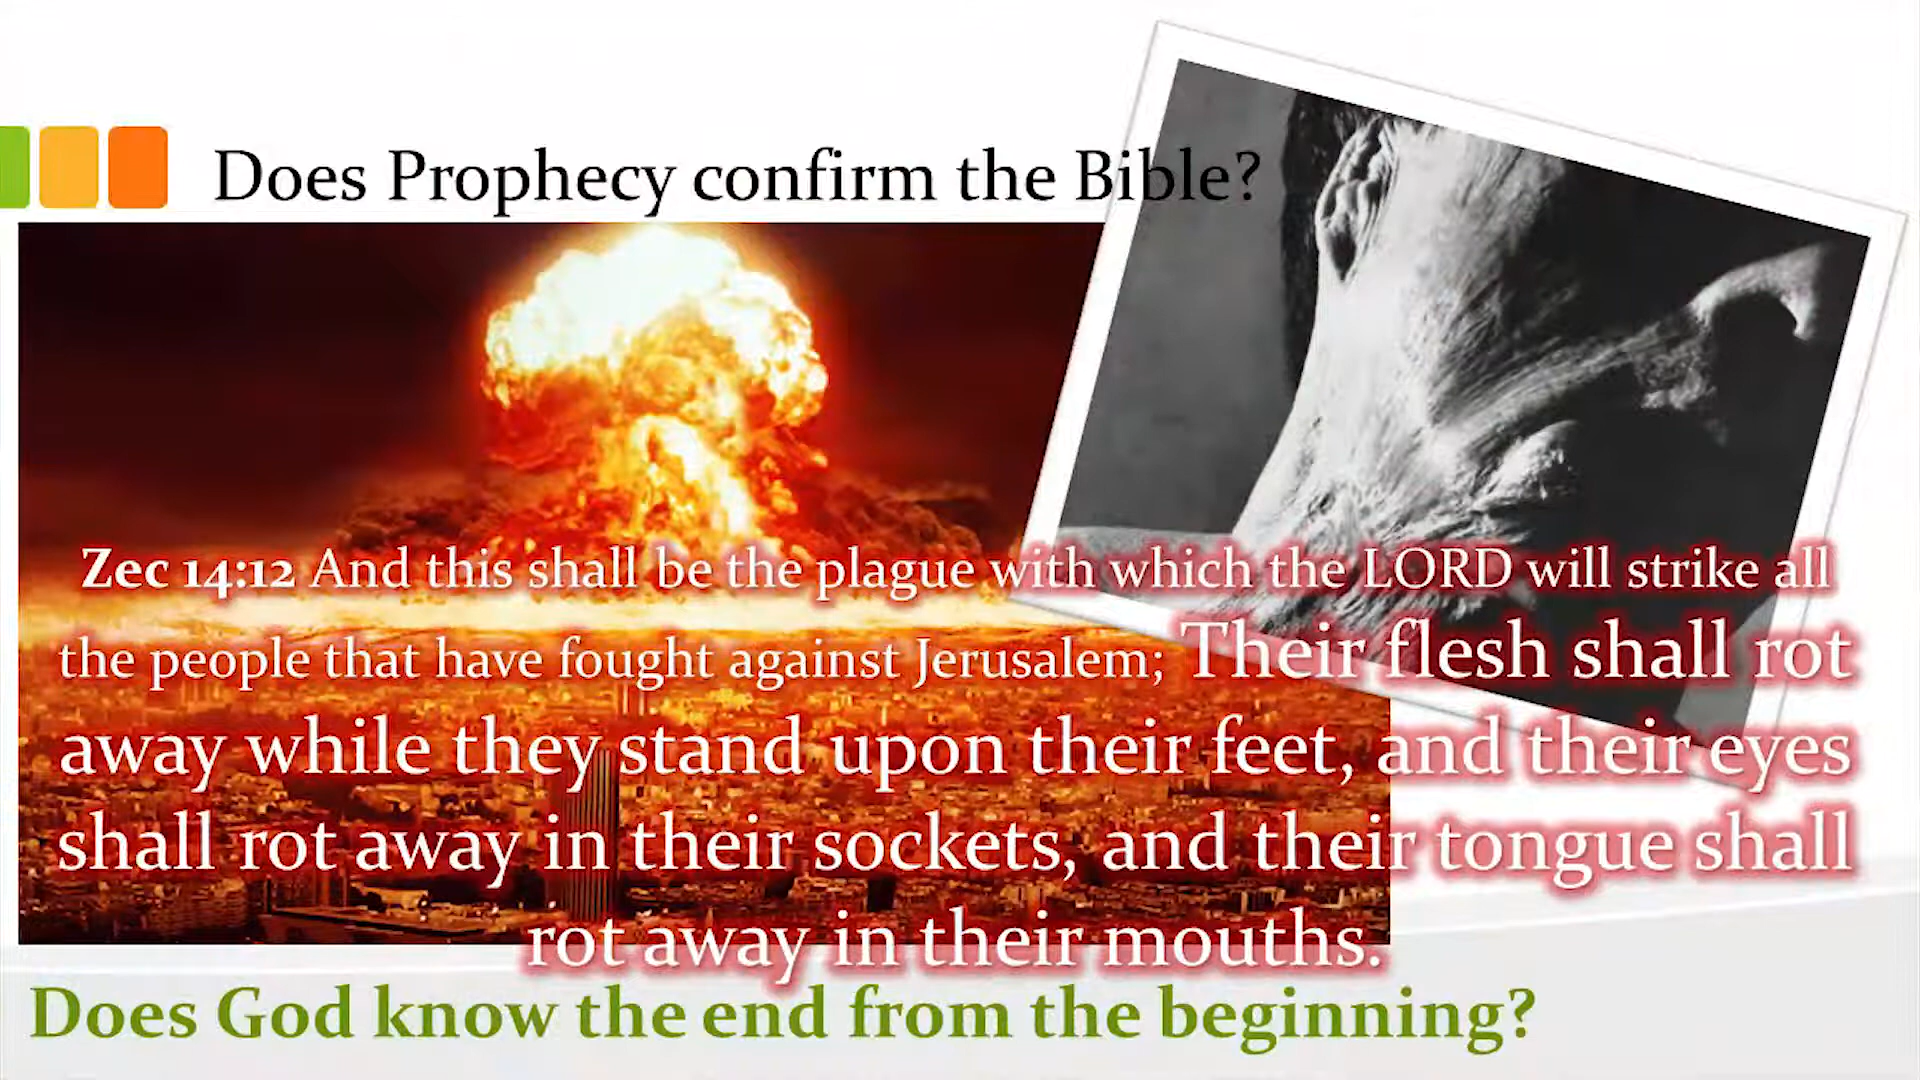 Does Prophecy confirm the Bible?
Zec 14:12 And this shall be the plague with which the LORD will strike all
the people that have fought against Jerusalem; Their flesh shall rot
away while they stand upon their feet, and their eyes
shall rot away in their sockets, and their tongue shall
rot away in their mouths.
Does God know the end from the beginning?